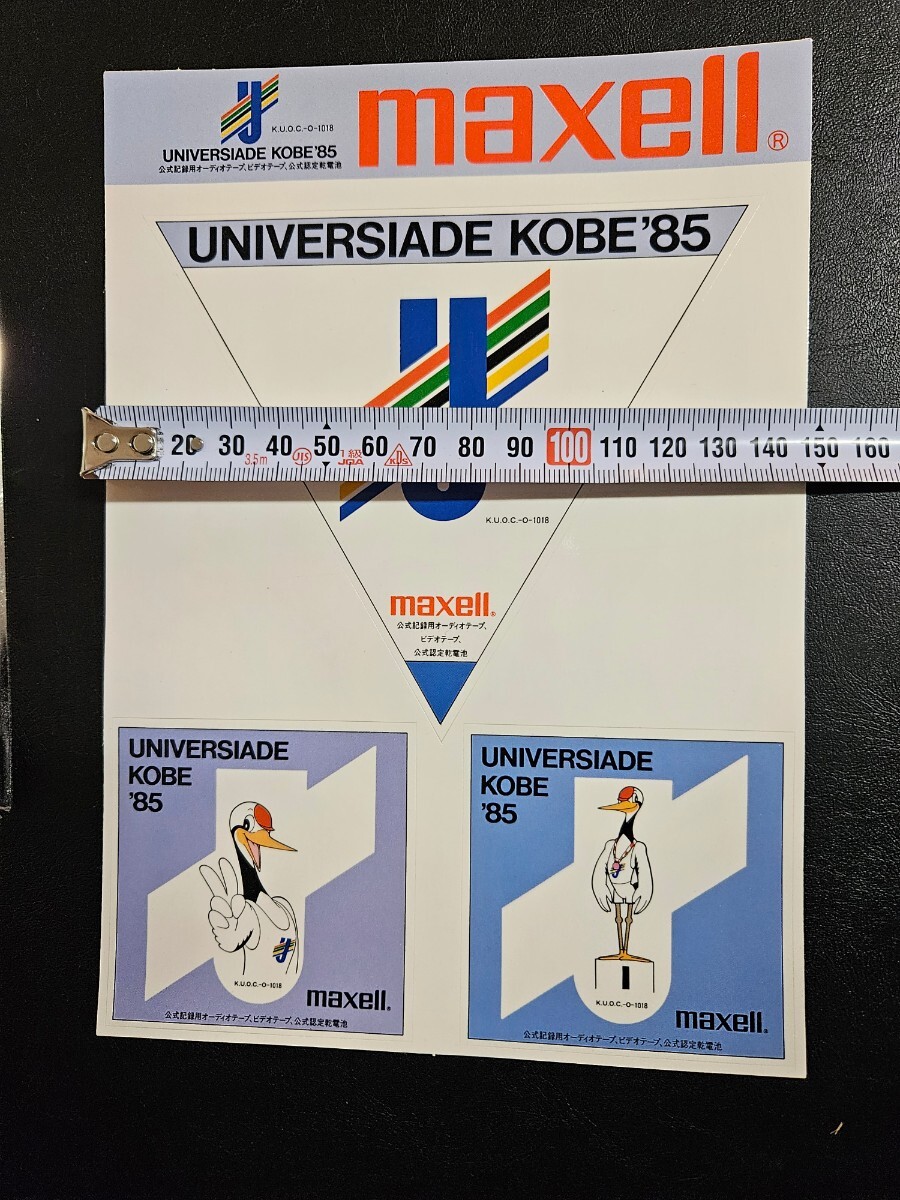 K.U.O.C.-O-1018
UNIVERSIADE KOBE'85
公式記録用オーディオテープ、ビデオテープ、公式認定乾電池
maxell®
UNIVERSIADE KOBE'85
20 30 40 50 60 70 80 90 100 110 120 130 140 150 160
3.5m JIS 1級 JQA KDS
K.U.O.C.-O-1018
maxell®
公式記録用オーディオテープ、
ビデオテープ、
公式認定乾電池
UNIVERSIADE
KOBE
'85
K.U.O.C.-O-1018
maxell®
公式記録用オーディオテープ、ビデオテープ、公式認定乾電池
UNIVERSIADE
KOBE
'85
1
K.U.O.C.-O-1018
maxell®
公式記録用オーディオテープ、ビデオテープ、公式認定乾電池